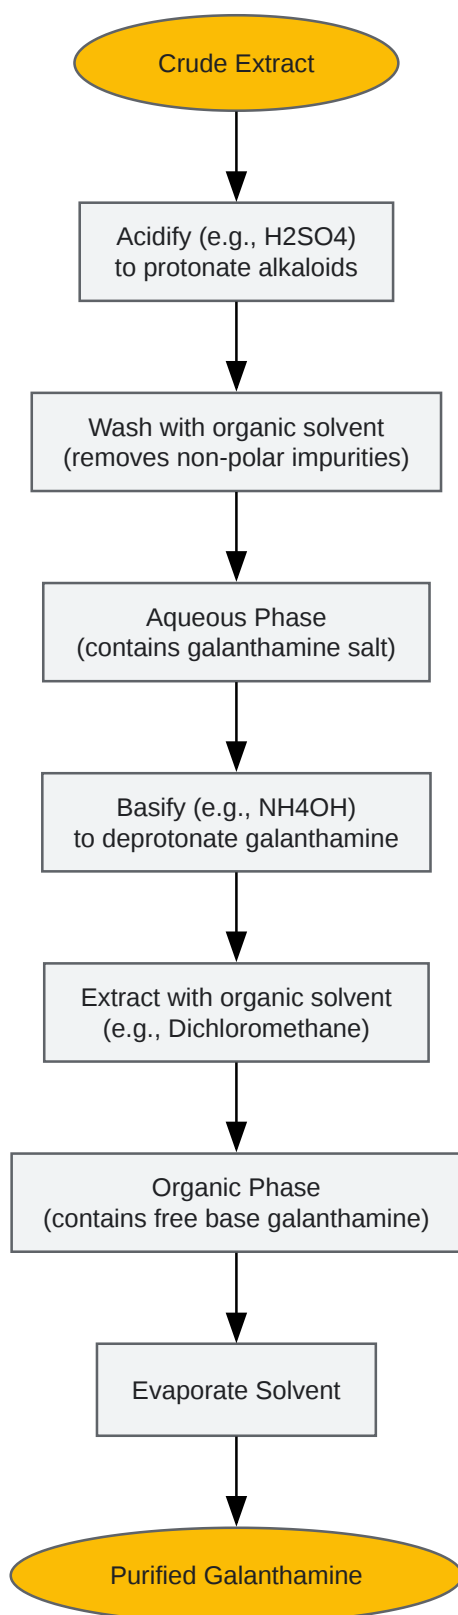 Crude Extract
Acidify (e.g., H2SO4)
to protonate alkaloids
Wash with organic solvent
(removes non-polar impurities)
Aqueous Phase
(contains galanthamine salt)
Basify (e.g., NH4OH)
to deprotonate galanthamine
Extract with organic solvent
(e.g., Dichloromethane)
Organic Phase
(contains free base galanthamine)
Evaporate Solvent
Purified Galanthamine